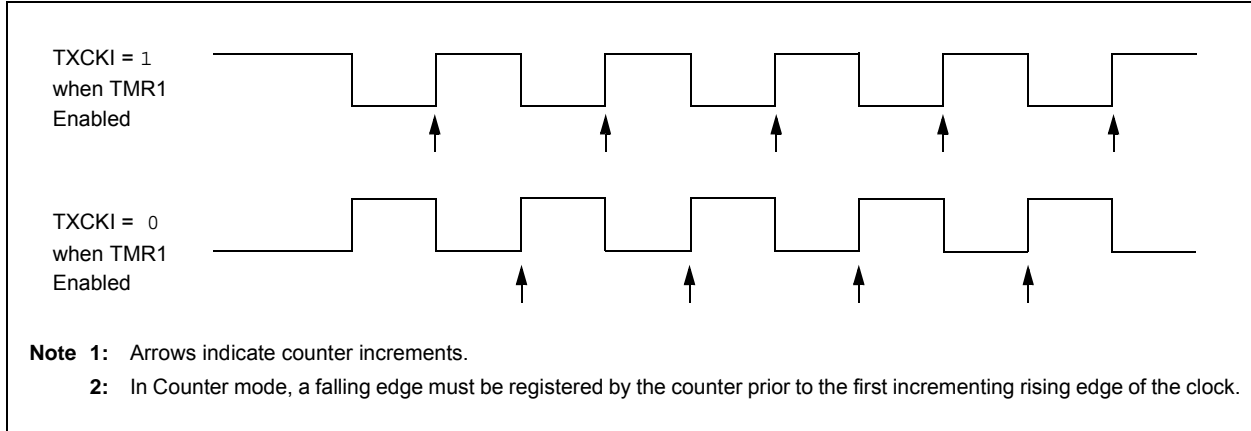 TXCKI = 1
when TMR1
Enabled
TXCKI = 0
when TMR1
Enabled
Note 1: Arrows indicate counter increments.
2: In Counter mode, a falling edge must be registered by the counter prior to the first incrementing rising edge of the clock.